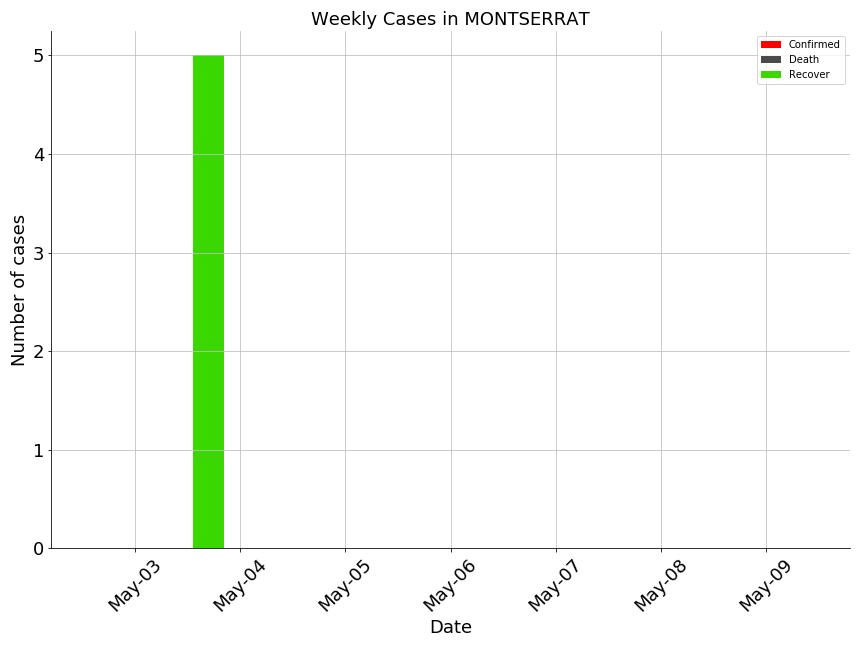 Weekly Cases in MONTSERRAT
Confirmed
Death
Recover
Number of cases
5
4
3
2
1
0
May-03
May-04
May-05
May-06
May-07
May-08
May-09
Date